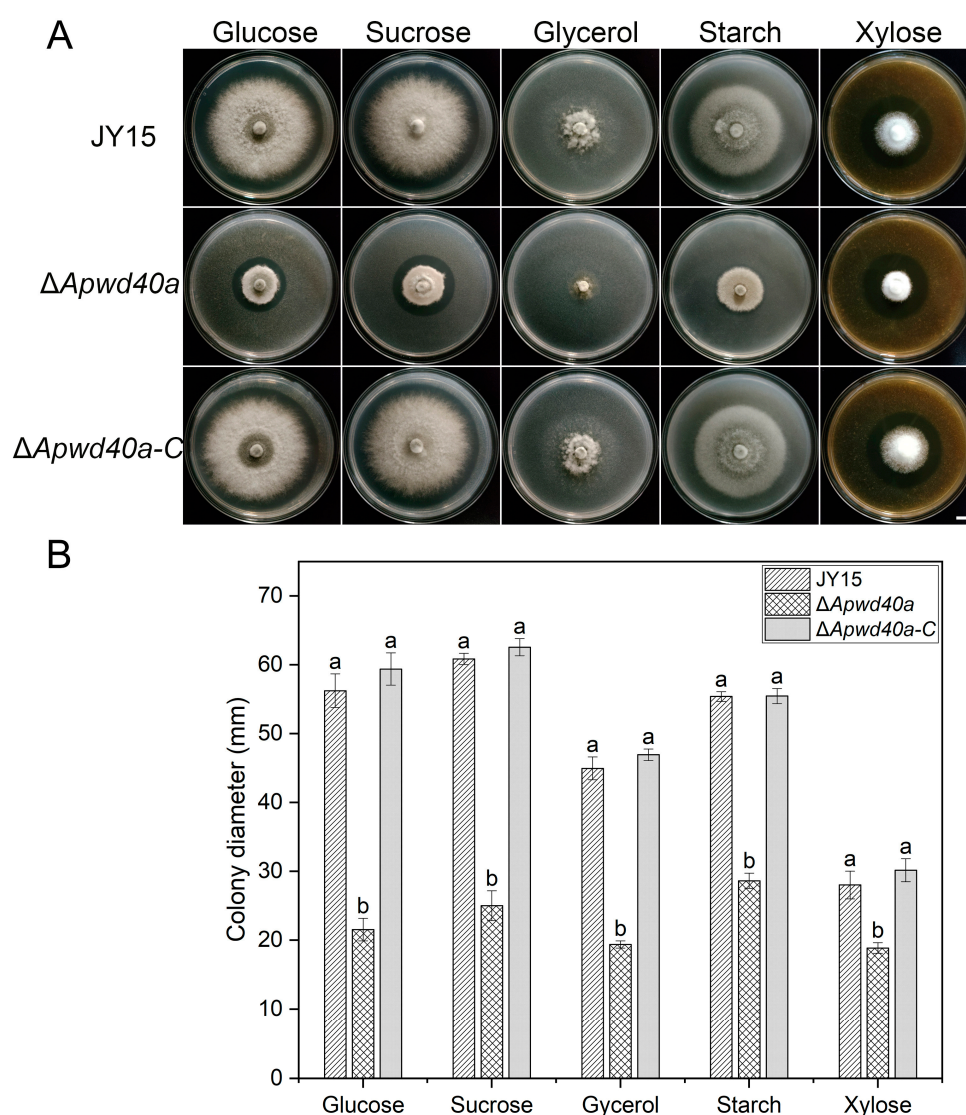 A
Glucose Sucrose Glycerol Starch Xylose
JY15
ΔApwd40a
ΔApwd40a-C
B
Colony diameter (mm)
70
60
50
40
30
20
10
0
JY15
ΔApwd40a
ΔApwd40a-C
a b a a b a a b a a b a a b a
Glucose Sucrose Gycerol Starch Xylose